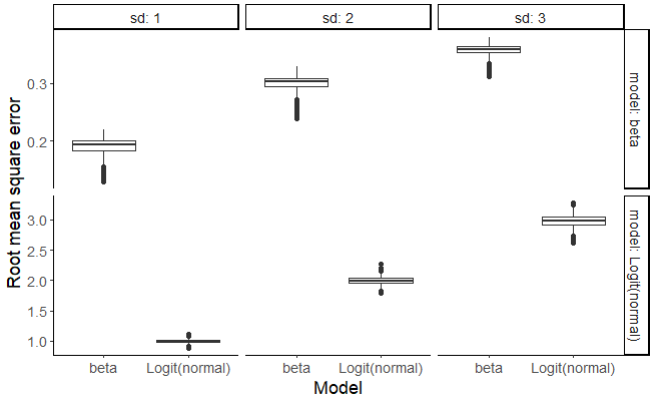 sd: 1
sd: 2
sd: 3
Root mean square error
0.3
0.2
3.0
2.5
2.0
1.5
1.0
model: beta
model: Logit(normal)
beta
Logit(normal)
beta
Logit(normal)
beta
Logit(normal)
Model